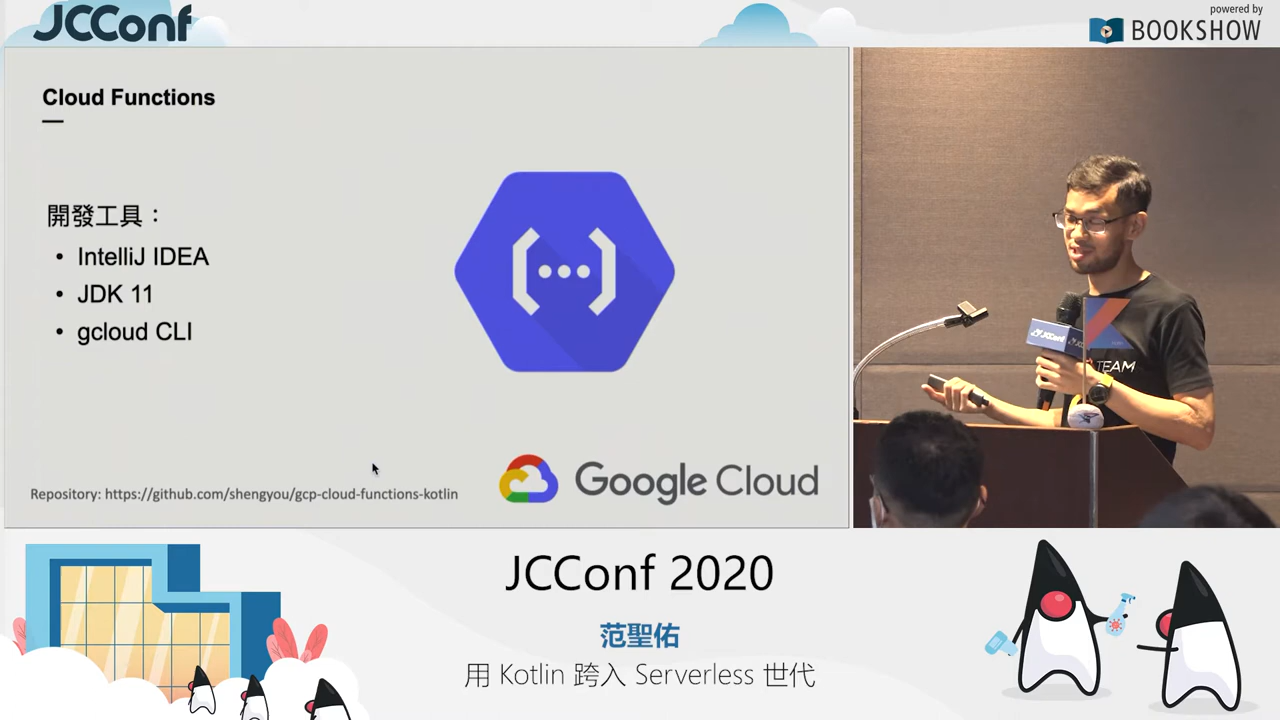 JCConf
powered by
BOOKSHOW
Cloud Functions
開發工具：
• IntelliJ IDEA
• JDK 11
• gcloud CLI
Repository: https://github.com/shengyou/gcp-cloud-functions-kotlin
Google Cloud
JCConf
TEAM
JCConf 2020
范聖佑
用 Kotlin 跨入 Serverless 世代